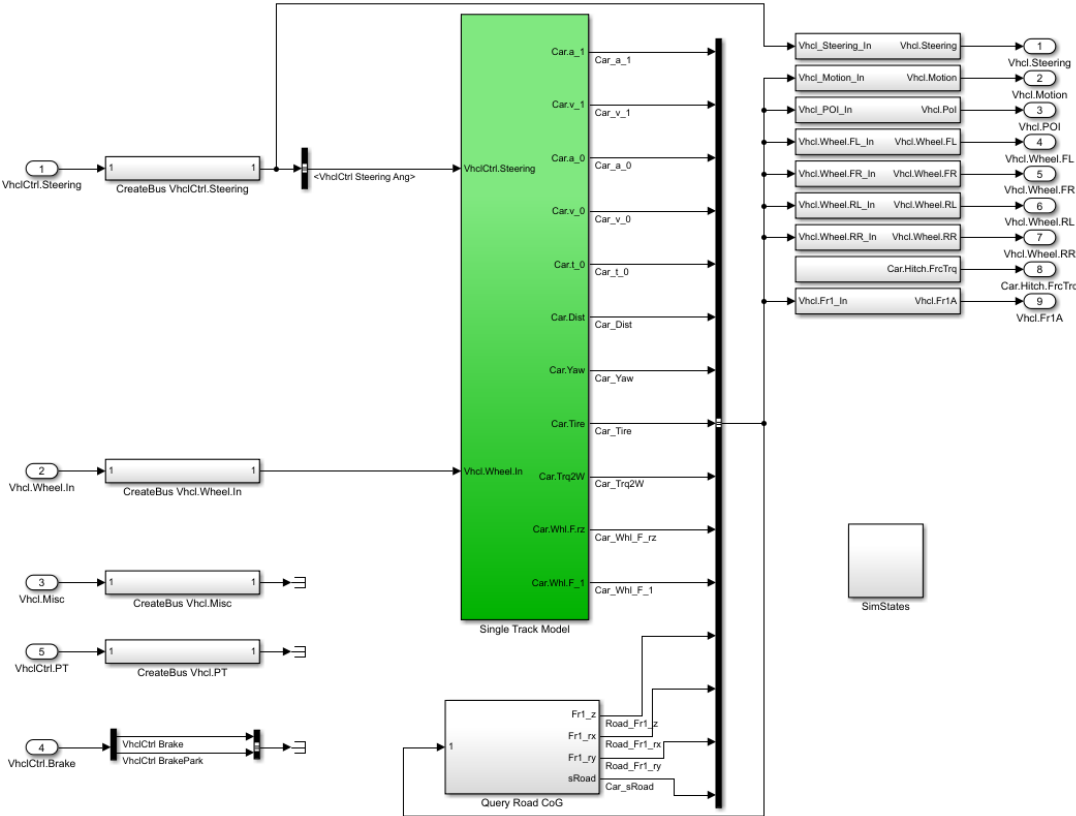 1
VhclCtrl.Steering
1 1
CreateBus VhclCtrl.Steering
<VhclCtrl Steering Ang>
2
Vhcl.Wheel.In
1 1
CreateBus Vhcl.Wheel.In
3
Vhcl.Misc
1 1
CreateBus Vhcl.Misc
5
VhclCtrl.PT
1 1
CreateBus Vhcl.PT
4
VhclCtrl.Brake
VhclCtrl Brake
VhclCtrl BrakePark
VhclCtrl.Steering
Vhcl.Wheel.In
Car.a_1
Car.v_1
Car.a_0
Car.v_0
Car.t_0
Car.Dist
Car.Yaw
Car.Tire
Car.Trq2W
Car.Whl.F.rz
Car.Whl.F_1
Single Track Model
Car_a_1
Car_v_1
Car_a_0
Car_v_0
Car_t_0
Car_Dist
Car_Yaw
Car_Tire
Car_Trq2W
Car_Whl_F_rz
Car_Whl_F_1
1
Fr1_z
Fr1_rx
Fr1_ry
sRoad
Query Road CoG
Road_Fr1_z
Road_Fr1_rx
Road_Fr1_ry
Car_sRoad
Vhcl_Steering_In Vhcl.Steering
1
Vhcl.Steering
Vhcl_Motion_In Vhcl.Motion
2
Vhcl.Motion
Vhcl_POI_In Vhcl.PoI
3
Vhcl.POI
Vhcl.Wheel.FL_In Vhcl.Wheel.FL
4
Vhcl.Wheel.FL
Vhcl.Wheel.FR_In Vhcl.Wheel.FR
5
Vhcl.Wheel.FR
Vhcl.Wheel.RL_In Vhcl.Wheel.RL
6
Vhcl.Wheel.RL
Vhcl.Wheel.RR_In Vhcl.Wheel.RR
7
Vhcl.Wheel.RR
Car.Hitch.FrcTrq
8
Car.Hitch.FrcTrq
Vhcl.Fr1_In Vhcl.Fr1A
9
Vhcl.Fr1A
SimStates